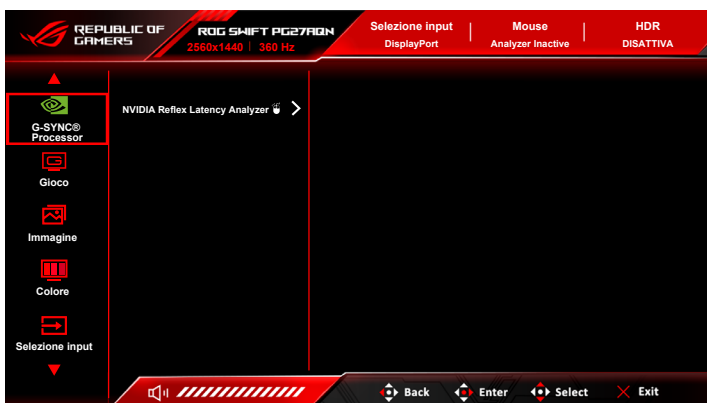 REPUBLIC OF
GAMERS
ROG SWIFT PG27AQN
2560x1440 | 360 Hz
Selezione input
DisplayPort
Mouse
Analyzer Inactive
HDR
DISATTIVA
G-SYNC®
Processor
NVIDIA Reflex Latency Analyzer
Gioco
Immagine
Colore
Selezione input
Back
Enter
Select
Exit